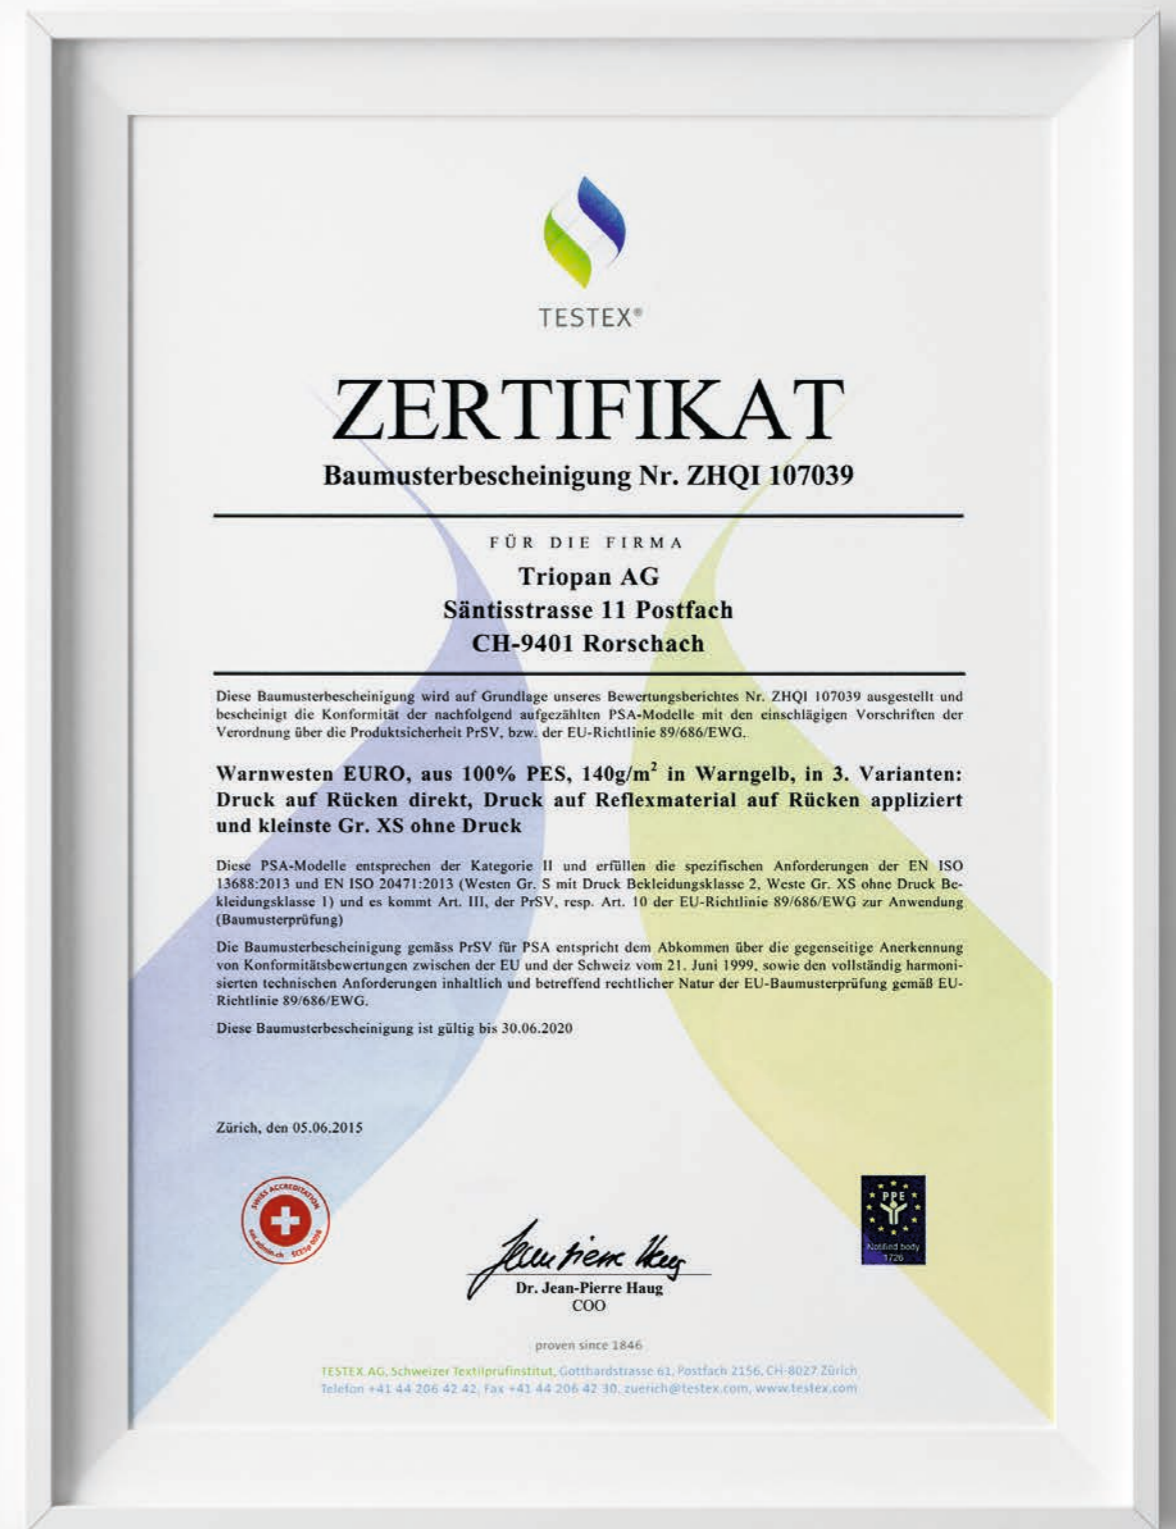 TESTEX®
ZERTIFIKAT
Baumusterbescheinigung Nr. ZHQI 107039
FÜR DIE FIRMA
Triopan AG
Säntisstrasse 11 Postfach
CH-9401 Rorschach
Diese Baumusterbescheinigung wird auf Grundlage unseres Bewertungsberichtes Nr. ZHQI 107039 ausgestellt und
bescheinigt die Konformität der nachfolgend aufgezählten PSA-Modelle mit den einschlägigen Vorschriften der
Verordnung über die Produktsicherheit PrSV, bzw. der EU-Richtlinie 89/686/EWG.
Warnwesten EURO, aus 100% PES, 140g/m² in Warngelb, in 3. Varianten:
Druck auf Rücken direkt, Druck auf Reflexmaterial auf Rücken appliziert
und kleinste Gr. XS ohne Druck
Diese PSA-Modelle entsprechen der Kategorie II und erfüllen die spezifischen Anforderungen der EN ISO
13688:2013 und EN ISO 20471:2013 (Westen Gr. S mit Druck Bekleidungsklasse 2, Weste Gr. XS ohne Druck Be-
kleidungsklasse 1) und es kommt Art. III, der PrSV, resp. Art. 10 der EU-Richtlinie 89/686/EWG zur Anwendung
(Baumusterprüfung)
Die Baumusterbescheinigung gemäss PrSV für PSA entspricht dem Abkommen über die gegenseitige Anerkennung
von Konformitätsbewertungen zwischen der EU und der Schweiz vom 21. Juni 1999, sowie den vollständig harmoni-
sierten technischen Anforderungen inhaltlich und betreffend rechtlicher Natur der EU-Baumusterprüfung gemäß EU-
Richtlinie 89/686/EWG.
Diese Baumusterbescheinigung ist gültig bis 30.06.2020
Zürich, den 05.06.2015
SWISS ACCREDITATION
sas.admin.ch
PPE
Notified body
1726
Jean-Pierre Haug
Dr. Jean-Pierre Haug
COO
proven since 1846
TESTEX AG, Schweizer Textilprüfinstitut, Gotthardstrasse 61, Postfach 2156, CH-8027 Zürich
Telefon +41 44 206 42 42, Fax +41 44 206 42 30, zuerich@testex.com, www.testex.com